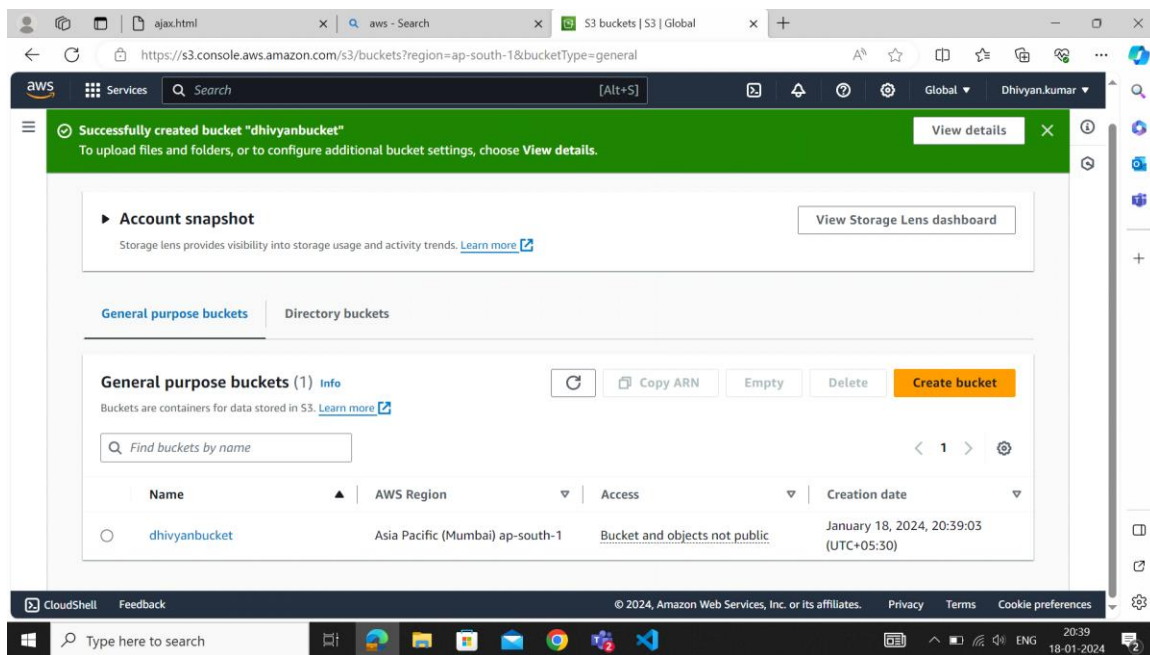 ajax.html
aws - Search
S3 buckets | S3 | Global
https://s3.console.aws.amazon.com/s3/buckets?region=ap-south-1&bucketType=general
aws
Services
Search
[Alt+S]
Global
Dhivyan.kumar
Successfully created bucket "dhivyanbucket"
To upload files and folders, or to configure additional bucket settings, choose View details.
View details
Account snapshot
Storage lens provides visibility into storage usage and activity trends. Learn more
View Storage Lens dashboard
General purpose buckets
Directory buckets
General purpose buckets (1) Info
Buckets are containers for data stored in S3. Learn more
Copy ARN
Empty
Delete
Create bucket
Find buckets by name
1
Name
AWS Region
Access
Creation date
dhivyanbucket
Asia Pacific (Mumbai) ap-south-1
Bucket and objects not public
January 18, 2024, 20:39:03
(UTC+05:30)
CloudShell
Feedback
© 2024, Amazon Web Services, Inc. or its affiliates.
Privacy
Terms
Cookie preferences
Type here to search
ENG
20:39
18-01-2024
2